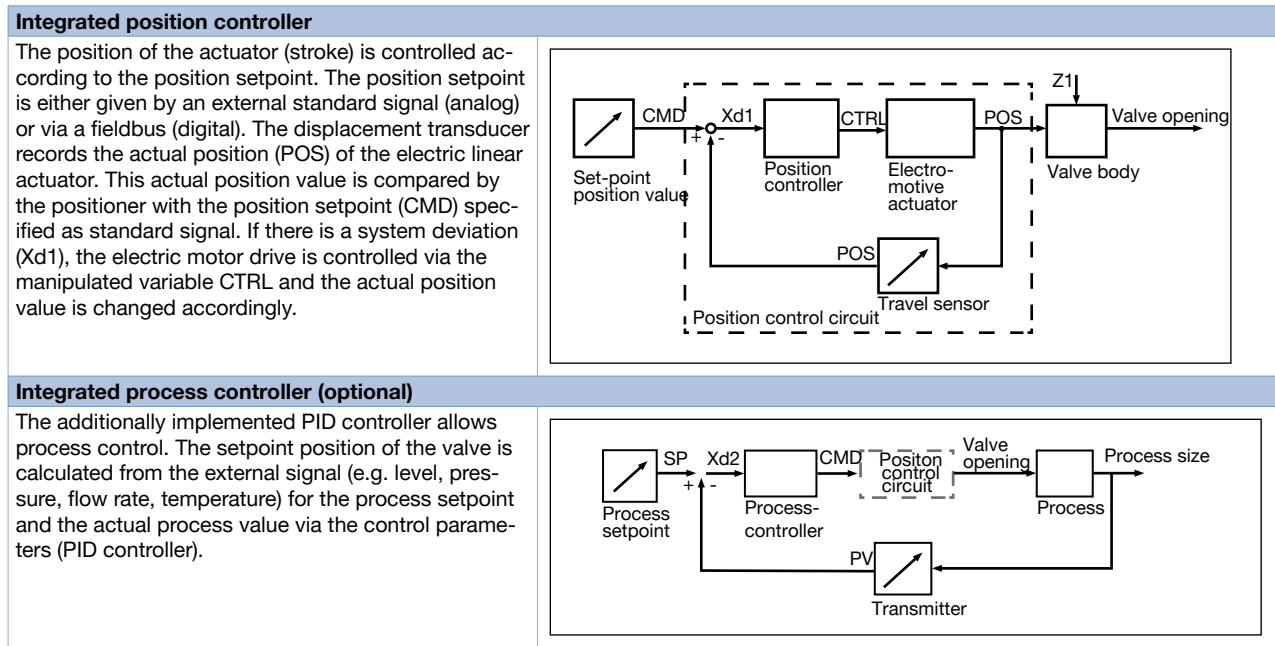 Integrated position controller
The position of the actuator (stroke) is controlled ac-
cording to the position setpoint. The position setpoint
is either given by an external standard signal (analog)
or via a fieldbus (digital). The displacement transducer
records the actual position (POS) of the electric linear
actuator. This actual position value is compared by
the positioner with the position setpoint (CMD) spec-
ified as standard signal. If there is a system deviation
(Xd1), the electric motor drive is controlled via the
manipulated variable CTRL and the actual position
value is changed accordingly.
Z1
CMD
Xd1
CTRL
POS
Valve opening
+
-
Set-point
position value
Position
controller
Electro-
motive
actuator
Valve body
POS
Travel sensor
Position control circuit
Integrated process controller (optional)
The additionally implemented PID controller allows
process control. The setpoint position of the valve is
calculated from the external signal (e.g. level, pres-
sure, flow rate, temperature) for the process setpoint
and the actual process value via the control parame-
ters (PID controller).
SP
Xd2
CMD
Positon
control
circuit
Valve
opening
Process size
+
-
Process
setpoint
Process-
controller
Process
PV
Transmitter